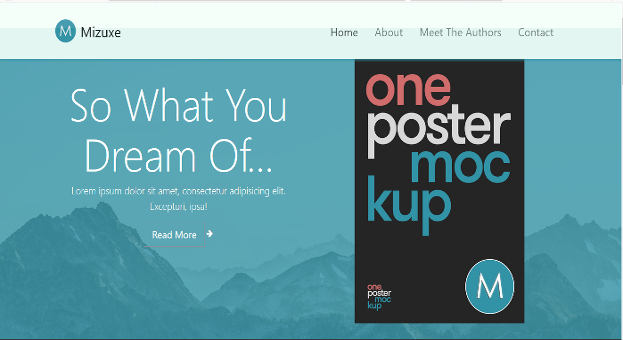 M Mizuxe
Home About Meet The Authors Contact
So What You
Dream Of...
Lorem ipsum dolor sit amet, consectetur adipisicing elit.
Excepturi, ipsa!
Read More
one
poster
moc
kup
one
poster
moc
kup
M